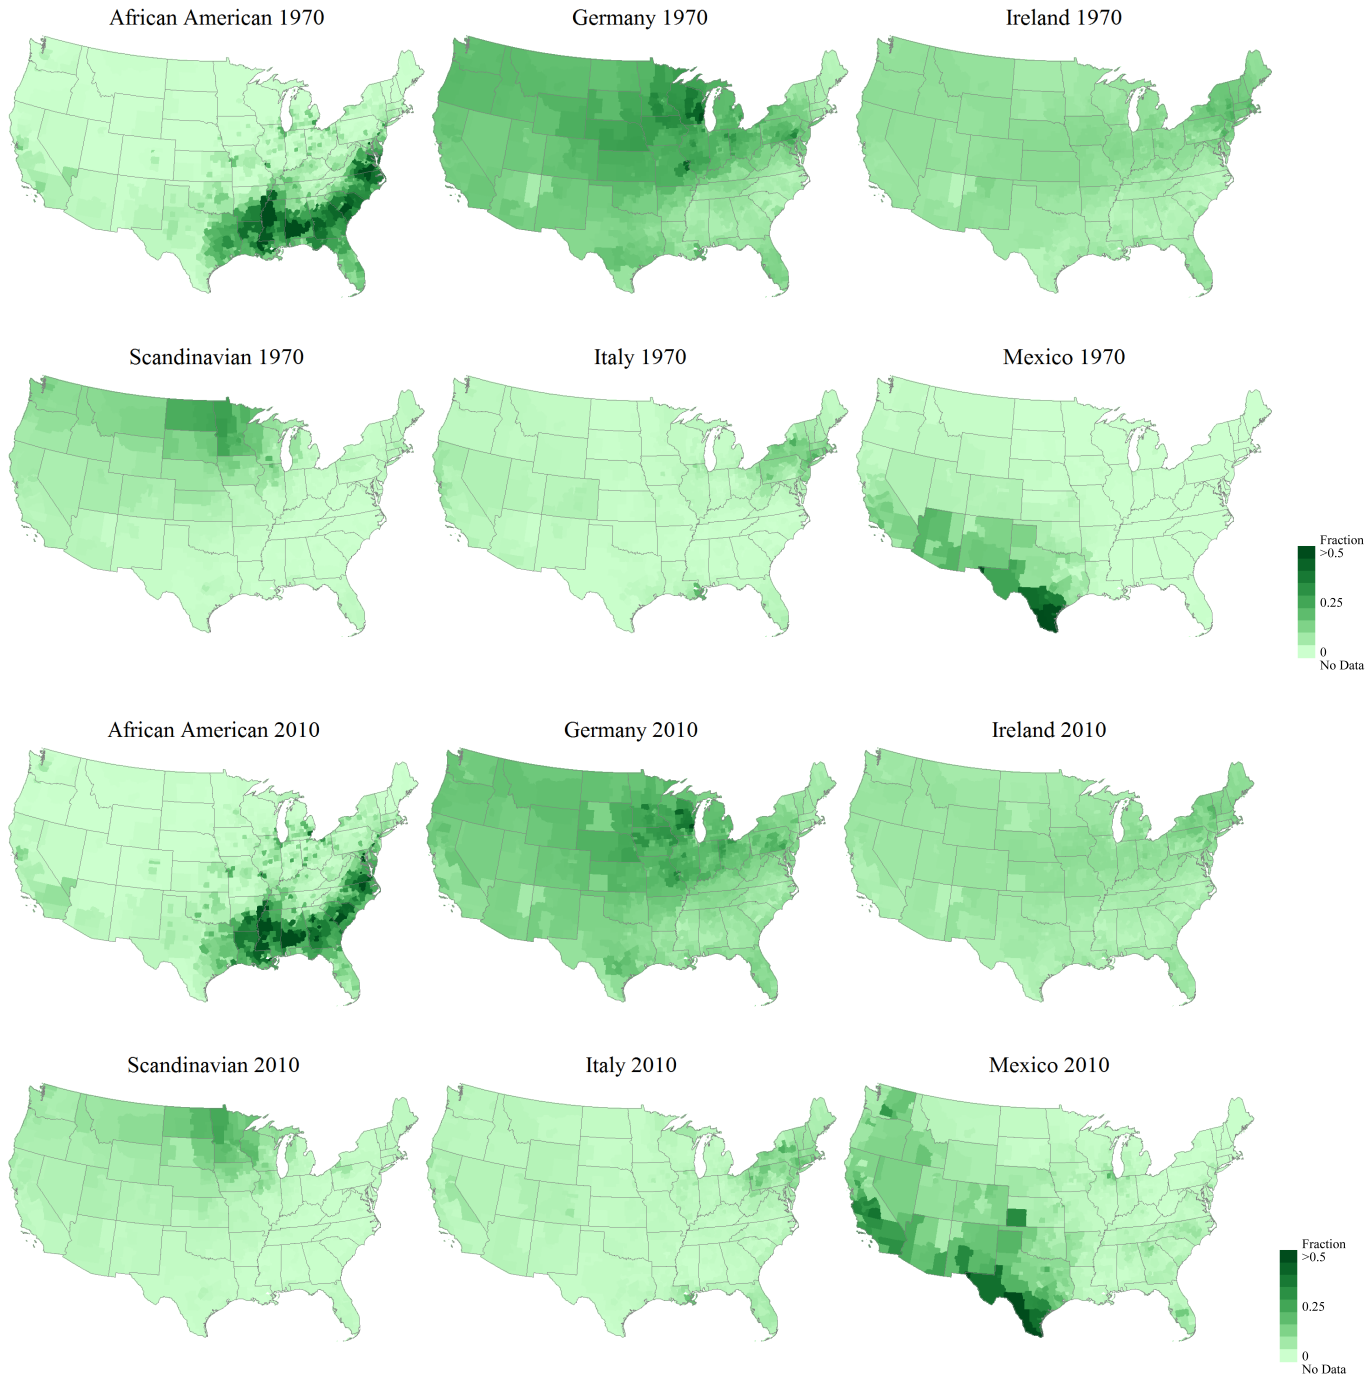 African American 1970
Germany 1970
Ireland 1970
Scandinavian 1970
Italy 1970
Mexico 1970
Fraction
>0.5
0.25
0
No Data
African American 2010
Germany 2010
Ireland 2010
Scandinavian 2010
Italy 2010
Mexico 2010
Fraction
>0.5
0.25
0
No Data